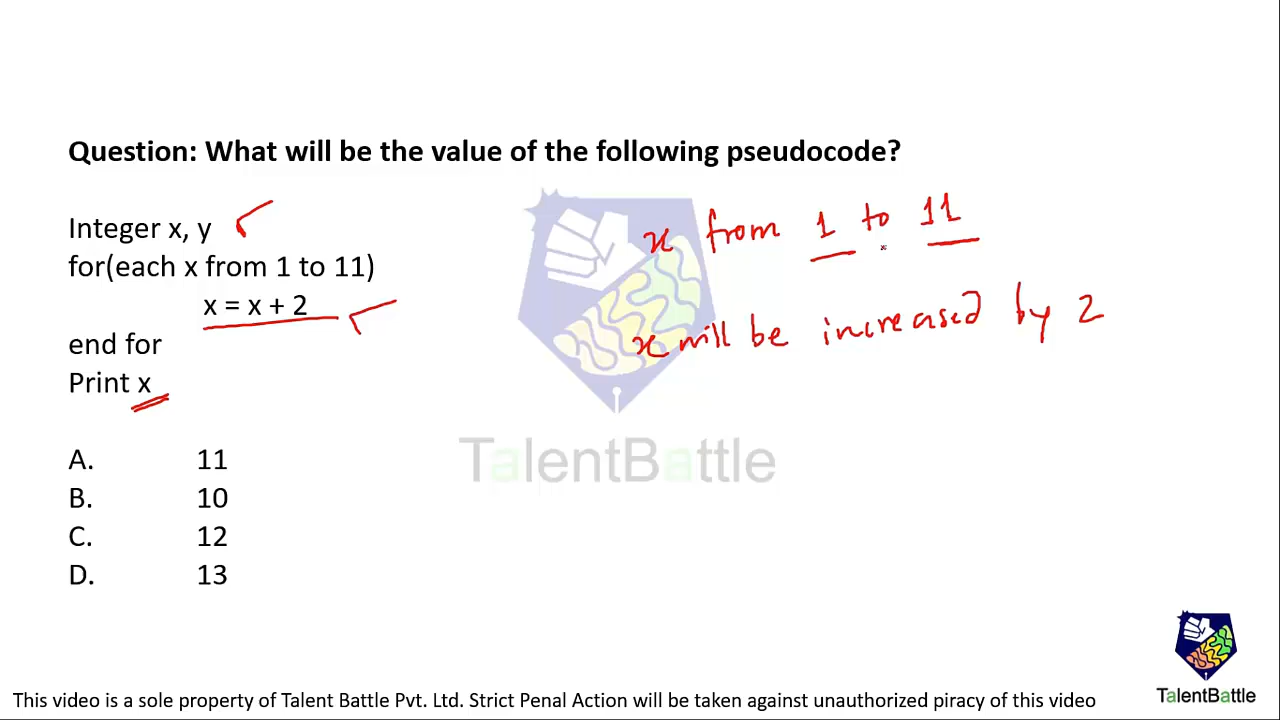 Question: What will be the value of the following pseudocode?
Integer x, y
for(each x from 1 to 11)
x = x + 2
end for
Print x
x from 1 to 11
x will be increased by 2
A. 11
B. 10
C. 12
D. 13
TalentBattle
TalentBattle
This video is a sole property of Talent Battle Pvt. Ltd. Strict Penal Action will be taken against unauthorized piracy of this video